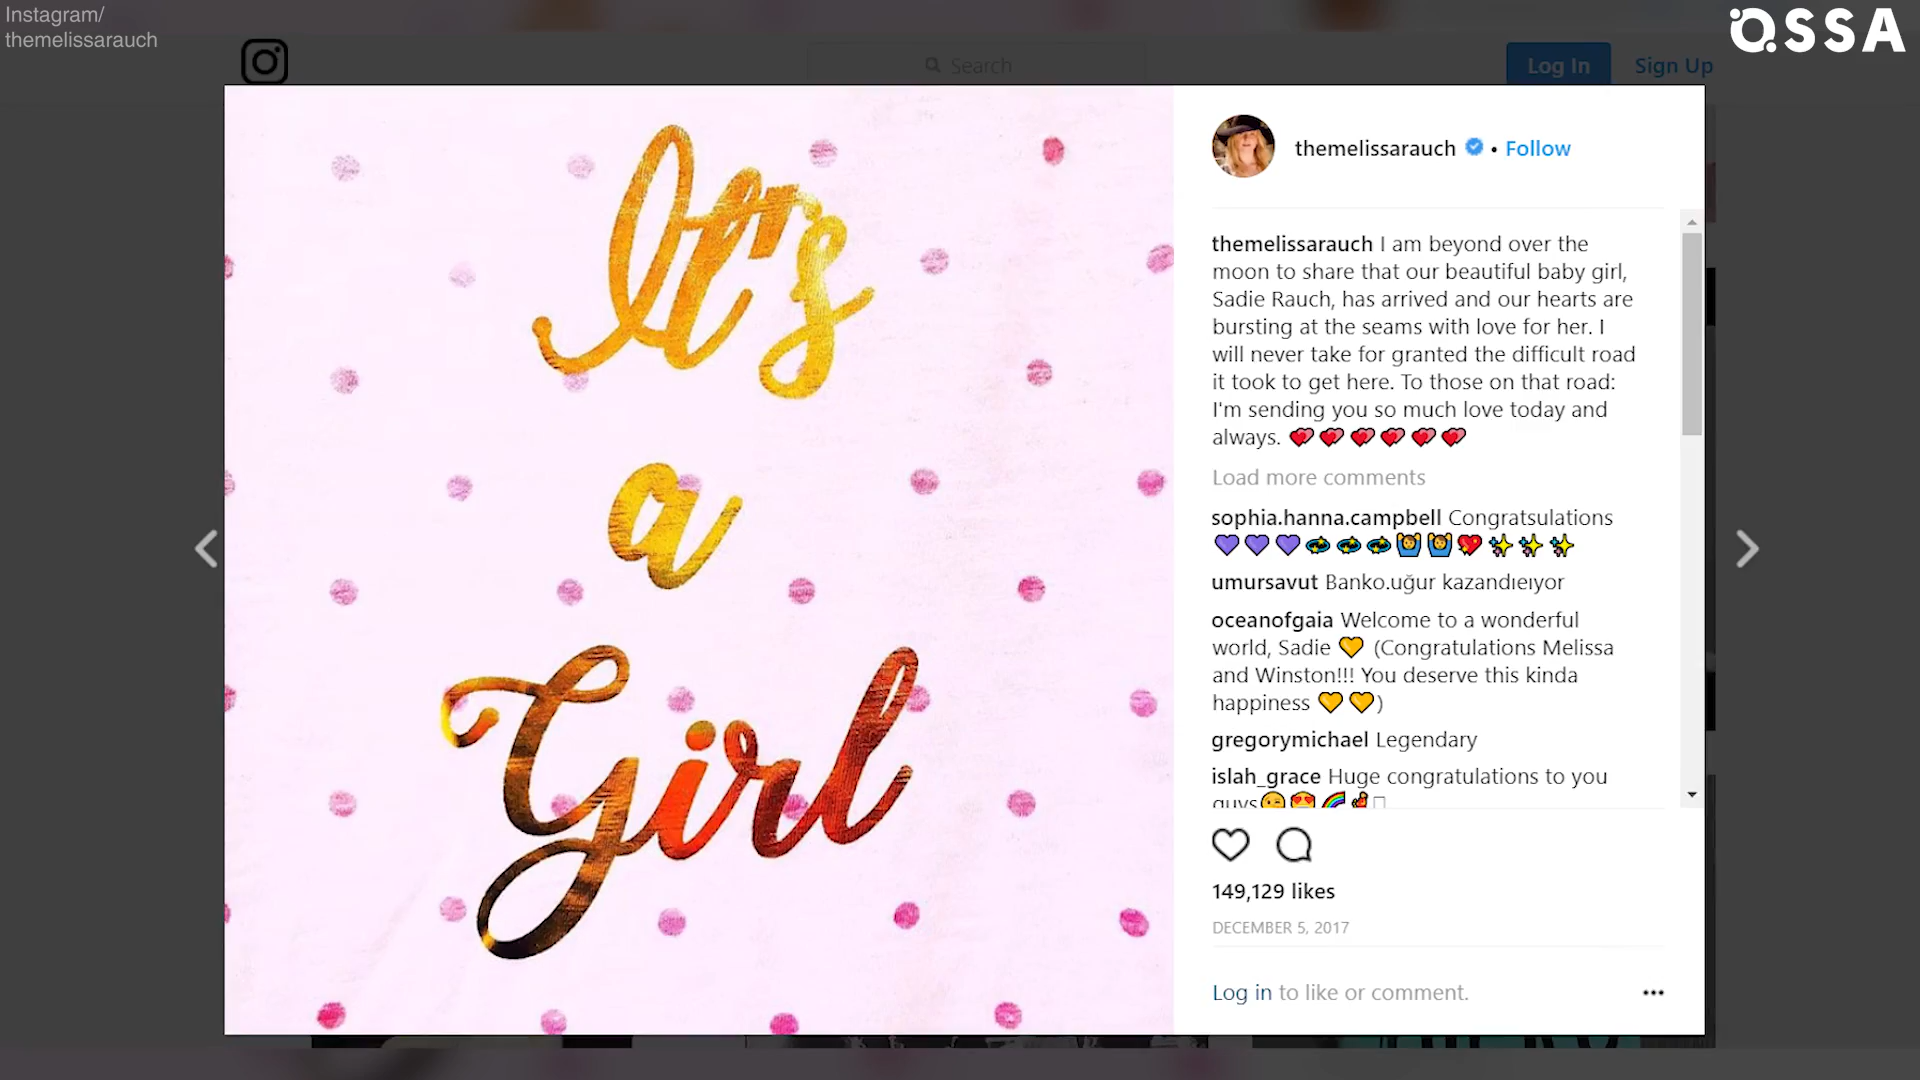 Instagram/
themelissarauch
OSSA
Search
Log In
Sign Up
It's
a
Girl
themelissarauch • Follow
themelissarauch I am beyond over the
moon to share that our beautiful baby girl,
Sadie Rauch, has arrived and our hearts are
bursting at the seams with love for her. I
will never take for granted the difficult road
it took to get here. To those on that road:
I'm sending you so much love today and
always. 💕💕💕💕💕💕
Load more comments
sophia.hanna.campbell Congratsulations
💜💜💜💫💫💫🙆🙆💖✨✨✨
umursavut Banko.uğur kazandıeıyor
oceanofgaia Welcome to a wonderful
world, Sadie 💛 (Congratulations Melissa
and Winston!!! You deserve this kinda
happiness 💛💛)
gregorymichael Legendary
islah_grace Huge congratulations to you
guys😉😍🌈💃
149,129 likes
DECEMBER 5, 2017
Log in to like or comment.